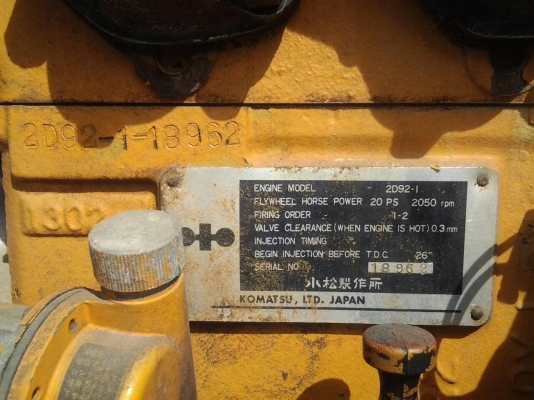 2D92-1-18962
1302
ENGINE MODEL 2D92-1
FLYWHEEL HORSE POWER 20 PS 2050 rpm
FIRING ORDER 1-2
VALVE CLEARANCE (WHEN ENGINE IS HOT) 0.3mm
INJECTION TIMING
BEGIN INJECTION BEFORE T.D.C. 26°
SERIAL NO 18962
小松製作所
KOMATSU, LTD. JAPAN